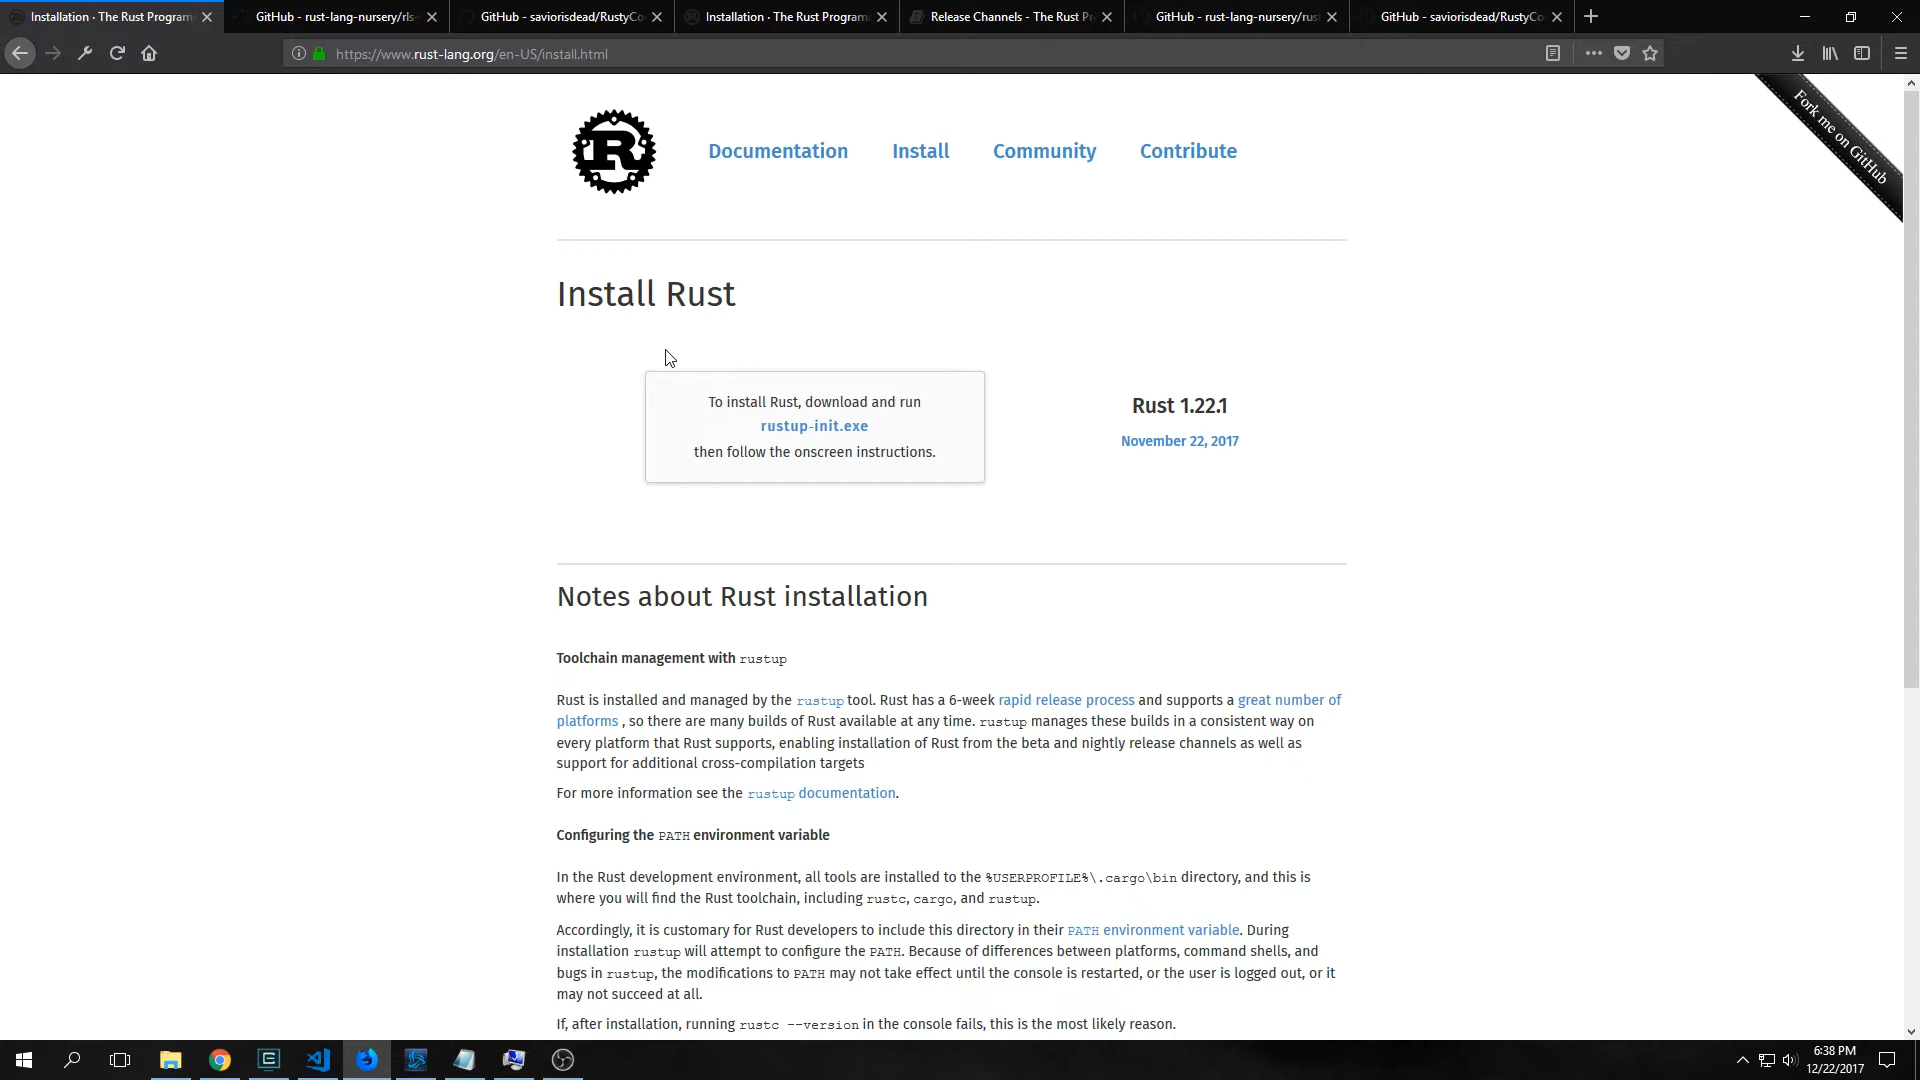 Installation · The Rust Program
GitHub - rust-lang-nursery/rls-
GitHub - saviorisdead/RustyCo
Installation · The Rust Program
Release Channels - The Rust Pr
GitHub - rust-lang-nursery/rus
GitHub - saviorisdead/RustyCo
https://www.rust-lang.org/en-US/install.html
Fork me on GitHub
R
Documentation
Install
Community
Contribute
Install Rust
To install Rust, download and run
rustup-init.exe
then follow the onscreen instructions.
Rust 1.22.1
November 22, 2017
Notes about Rust installation
Toolchain management with rustup
Rust is installed and managed by the rustup tool. Rust has a 6-week rapid release process and supports a great number of
platforms , so there are many builds of Rust available at any time. rustup manages these builds in a consistent way on
every platform that Rust supports, enabling installation of Rust from the beta and nightly release channels as well as
support for additional cross-compilation targets
For more information see the rustup documentation.
Configuring the PATH environment variable
In the Rust development environment, all tools are installed to the %USERPROFILE%\.cargo\bin directory, and this is
where you will find the Rust toolchain, including rustc, cargo, and rustup.
Accordingly, it is customary for Rust developers to include this directory in their PATH environment variable. During
installation rustup will attempt to configure the PATH. Because of differences between platforms, command shells, and
bugs in rustup, the modifications to PATH may not take effect until the console is restarted, or the user is logged out, or it
may not succeed at all.
If, after installation, running rustc --version in the console fails, this is the most likely reason.
6:38 PM
12/22/2017